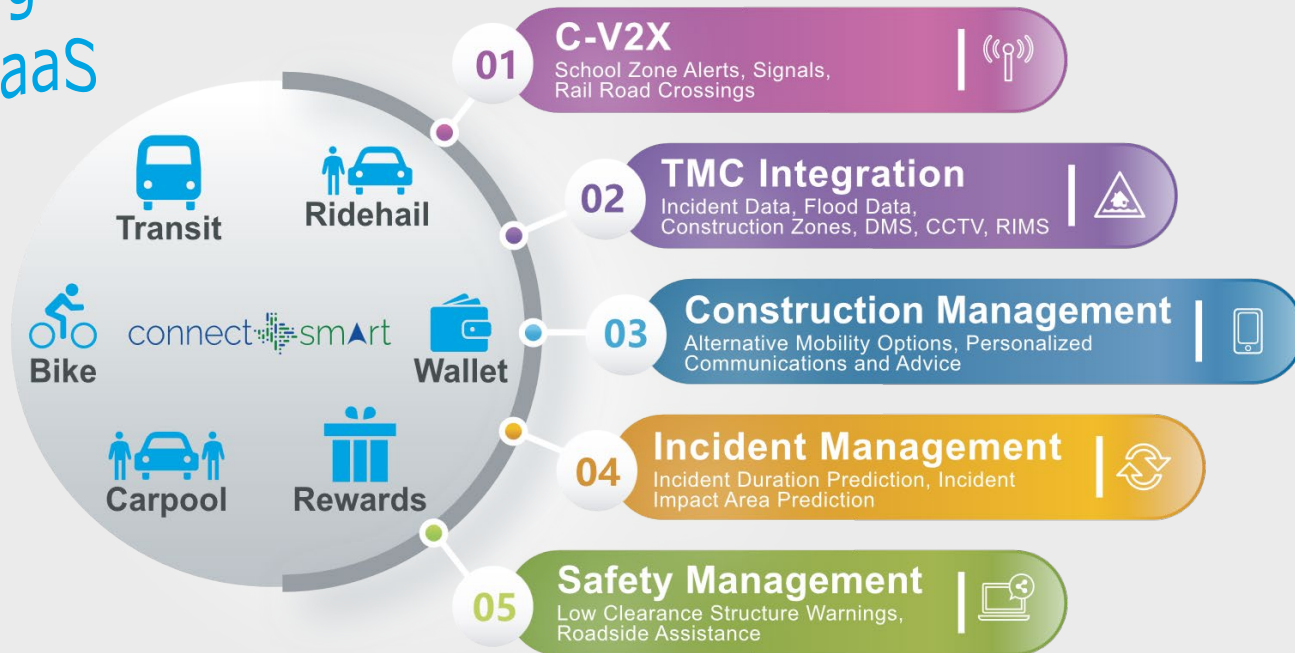 aaS
Transit
Ridehail
Bike
connect smArt
Wallet
Carpool
Rewards
01
C-V2X
School Zone Alerts, Signals,
Rail Road Crossings
02
TMC Integration
Incident Data, Flood Data,
Construction Zones, DMS, CCTV, RIMS
03
Construction Management
Alternative Mobility Options, Personalized
Communications and Advice
04
Incident Management
Incident Duration Prediction, Incident
Impact Area Prediction
05
Safety Management
Low Clearance Structure Warnings,
Roadside Assistance